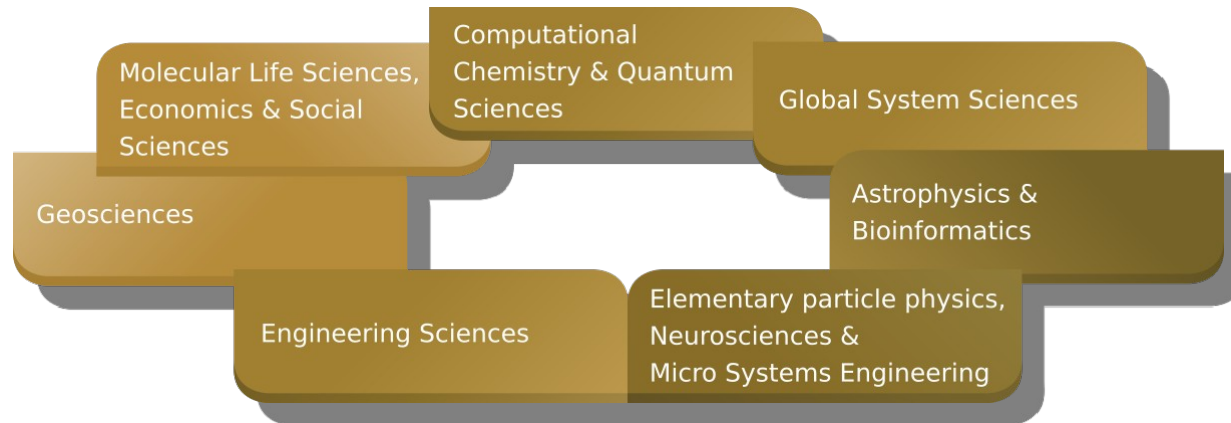 Computational
Chemistry & Quantum
Sciences
Molecular Life Sciences,
Economics & Social
Sciences
Global System Sciences
Geosciences
Astrophysics &
Bioinformatics
Engineering Sciences
Elementary particle physics,
Neurosciences &
Micro Systems Engineering